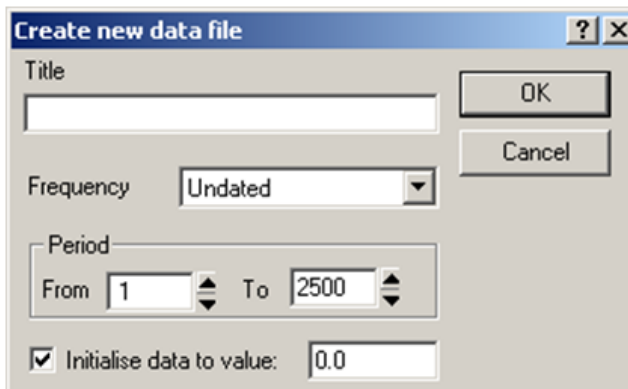 Create new data file
Title
OK
Cancel
Frequency Undated
Period
From 1 To 2500
Initialise data to value: 0.0